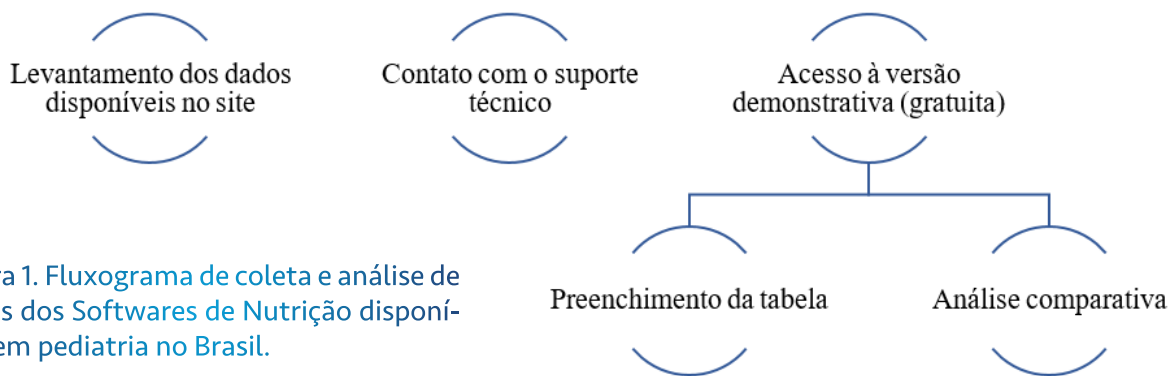 Levantamento dos dados
disponíveis no site
Contato com o suporte
técnico
Acesso à versão
demonstrativa (gratuita)
Preenchimento da tabela
Análise comparativa
1. Fluxograma de coleta e análise de
dos Softwares de Nutrição disponí-
em pediatria no Brasil.